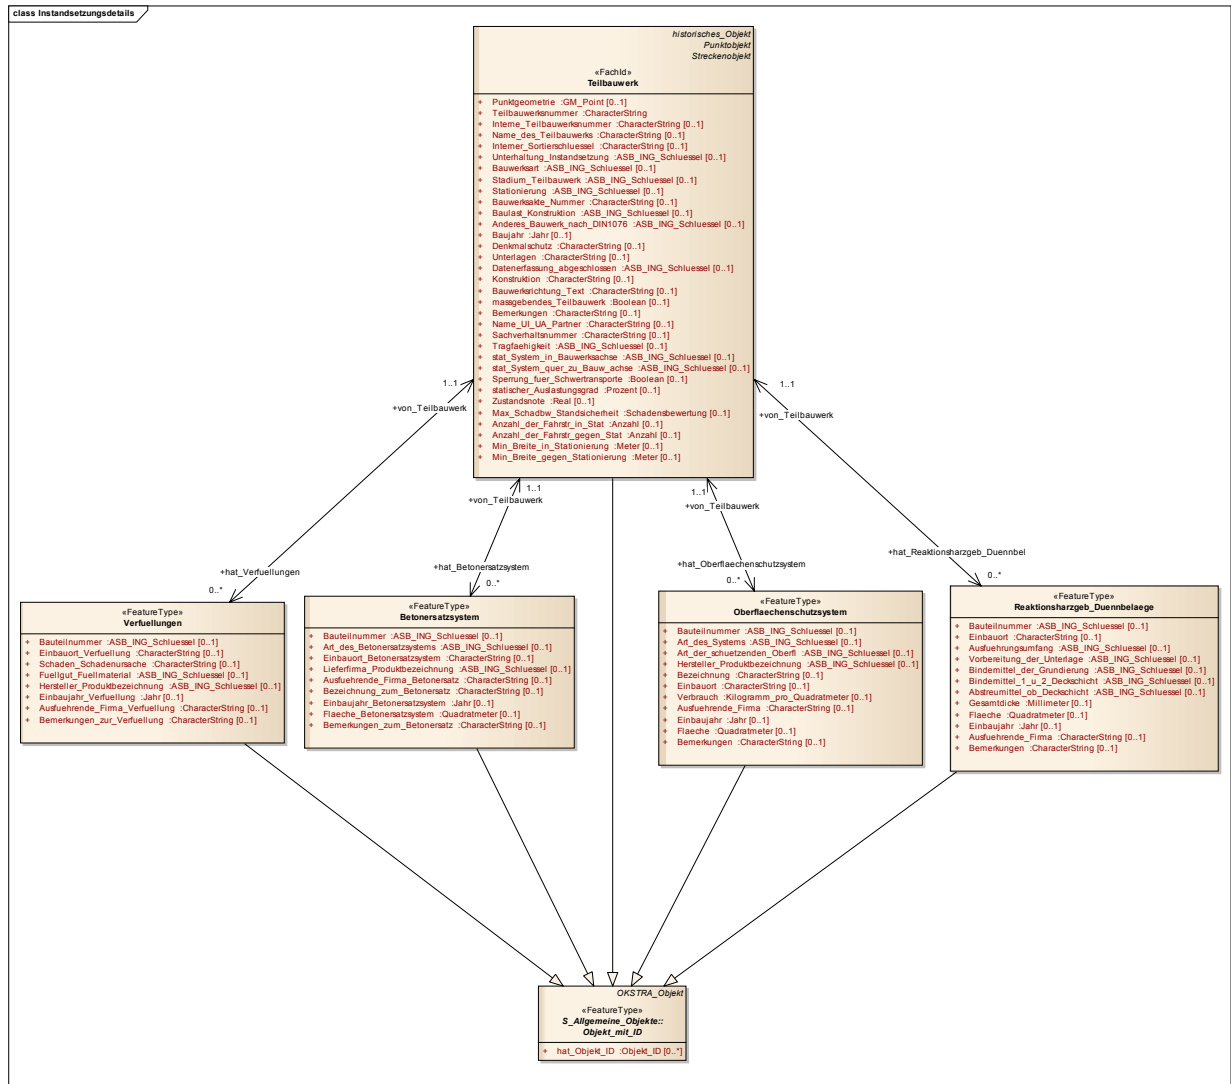 class Instandsetzungsdetails
historisches_Objekt
Punktobjekt
Streckenobjekt
«FachId»
Teilbauwerk
+ Punktgeometrie :GM_Point [0..1]
+ Teilbauwerksnummer :CharacterString
+ Interne_Teilbauwerksnummer :CharacterString [0..1]
+ Name_des_Teilbauwerks :CharacterString [0..1]
+ Interner_Sortierschluessel :CharacterString [0..1]
+ Unterhaltung_Instandsetzung :ASB_ING_Schluessel [0..1]
+ Bauwerksart :ASB_ING_Schluessel [0..1]
+ Stadium_Teilbauwerk :ASB_ING_Schluessel [0..1]
+ Stationierung :ASB_ING_Schluessel [0..1]
+ Bauwerksakte_Nummer :CharacterString [0..1]
+ Baulast_Konstruktion :ASB_ING_Schluessel [0..1]
+ Anderes_Bauwerk_nach_DIN1076 :ASB_ING_Schluessel [0..1]
+ Baujahr :Jahr [0..1]
+ Denkmalschutz :CharacterString [0..1]
+ Unterlagen :CharacterString [0..1]
+ Datenerfassung_abgeschlossen :ASB_ING_Schluessel [0..1]
+ Konstruktion :CharacterString [0..1]
+ Bauwerksrichtung_Text :CharacterString [0..1]
+ massgebendes_Teilbauwerk :Boolean [0..1]
+ Bemerkungen :CharacterString [0..1]
+ Name_UI_UA_Partner :CharacterString [0..1]
+ Sachverhaltsnummer :CharacterString [0..1]
+ Tragfaehigkeit :ASB_ING_Schluessel [0..1]
+ stat_System_in_Bauwerksachse :ASB_ING_Schluessel [0..1]
+ stat_System_quer_zu_Bauw_achse :ASB_ING_Schluessel [0..1]
+ Sperrung_fuer_Schwertransporte :Boolean [0..1]
+ statischer_Auslastungsgrad :Prozent [0..1]
+ Zustandsnote :Real [0..1]
+ Max_Schadbw_Standsicherheit :Schadensbewertung [0..1]
+ Anzahl_der_Fahrstr_in_Stat :Anzahl [0..1]
+ Anzahl_der_Fahrstr_gegen_Stat :Anzahl [0..1]
+ Min_Breite_in_Stationierung :Meter [0..1]
+ Min_Breite_gegen_Stationierung :Meter [0..1]
1..1
+von_Teilbauwerk
1..1
+von_Teilbauwerk
1..1
+von_Teilbauwerk
1..1
+von_Teilbauwerk
+hat_Verfuellungen
0..*
+hat_Betonersatzsystem
0..*
+hat_Oberflaechenschutzsystem
0..*
+hat_Reaktionsharzgeb_Duennbel
0..*
«FeatureType»
Verfuellungen
+ Bauteilnummer :ASB_ING_Schluessel [0..1]
+ Einbauort_Verfuellung :CharacterString [0..1]
+ Schaden_Schadenursache :CharacterString [0..1]
+ Fuellgut_Fuellmaterial :ASB_ING_Schluessel [0..1]
+ Hersteller_Produktbezeichnung :ASB_ING_Schluessel [0..1]
+ Einbaujahr_Verfuellung :Jahr [0..1]
+ Ausfuehrende_Firma_Verfuellung :CharacterString [0..1]
+ Bemerkungen_zur_Verfuellung :CharacterString [0..1]
«FeatureType»
Betonersatzsystem
+ Bauteilnummer :ASB_ING_Schluessel [0..1]
+ Art_des_Betonersatzsystems :ASB_ING_Schluessel [0..1]
+ Einbauort_Betonersatzsystem :CharacterString [0..1]
+ Lieferfirma_Produktbezeichnung :ASB_ING_Schluessel [0..1]
+ Ausfuehrende_Firma_Betonersatz :CharacterString [0..1]
+ Bezeichnung_zum_Betonersatz :CharacterString [0..1]
+ Einbaujahr_Betonersatzsystem :Jahr [0..1]
+ Flaeche_Betonersatzsystem :Quadratmeter [0..1]
+ Bemerkungen_zum_Betonersatz :CharacterString [0..1]
«FeatureType»
Oberflaechenschutzsystem
+ Bauteilnummer :ASB_ING_Schluessel [0..1]
+ Art_des_Systems :ASB_ING_Schluessel [0..1]
+ Art_der_schuetzenden_Oberfl :ASB_ING_Schluessel [0..1]
+ Hersteller_Produktbezeichnung :ASB_ING_Schluessel [0..1]
+ Bezeichnung :CharacterString [0..1]
+ Einbauort :CharacterString [0..1]
+ Verbrauch :Kilogramm_pro_Quadratmeter [0..1]
+ Ausfuehrende_Firma :CharacterString [0..1]
+ Einbaujahr :Jahr [0..1]
+ Flaeche :Quadratmeter [0..1]
+ Bemerkungen :CharacterString [0..1]
«FeatureType»
Reaktionsharzgeb_Duennbelaege
+ Bauteilnummer :ASB_ING_Schluessel [0..1]
+ Einbauort :CharacterString [0..1]
+ Ausfuehrungsumfang :ASB_ING_Schluessel [0..1]
+ Vorbereitung_der_Unterlage :ASB_ING_Schluessel [0..1]
+ Bindemittel_der_Grundierung :ASB_ING_Schluessel [0..1]
+ Bindemittel_1_u_2_Deckschicht :ASB_ING_Schluessel [0..1]
+ Abstreumittel_ob_Deckschicht :ASB_ING_Schluessel [0..1]
+ Gesamtdicke :Millimeter [0..1]
+ Flaeche :Quadratmeter [0..1]
+ Einbaujahr :Jahr [0..1]
+ Ausfuehrende_Firma :CharacterString [0..1]
+ Bemerkungen :CharacterString [0..1]
OKSTRA_Objekt
«FeatureType»
S_Allgemeine_Objekte::
Objekt_mit_ID
+ hat_Objekt_ID :Objekt_ID [0..*]